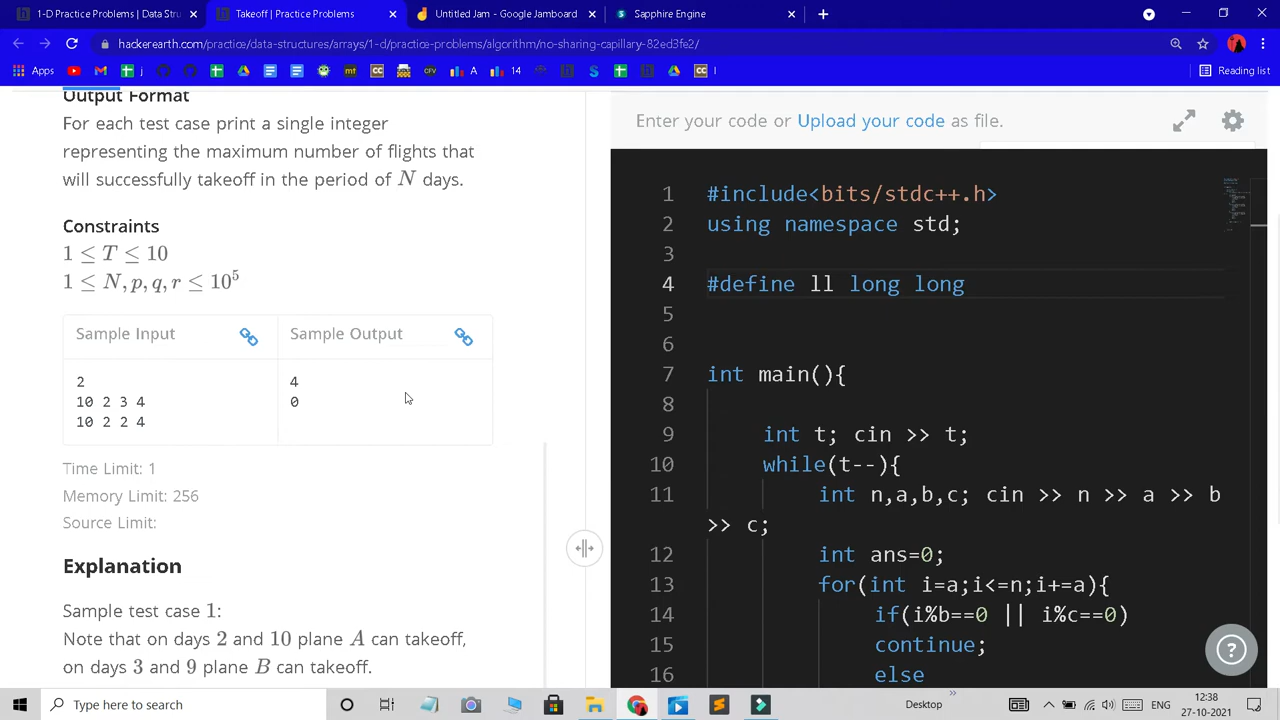 1-D Practice Problems | Data Stru
Takeoff | Practice Problems
Untitled Jam - Google Jamboard
Sapphire Engine
hackerearth.com/practice/data-structures/arrays/1-d/practice-problems/algorithm/no-sharing-capillary-82ed3fe2/
Apps
j
A
14
I
Reading list
Output Format
For each test case print a single integer
representing the maximum number of flights that
will successfully takeoff in the period of N days.
Constraints
1 ≤ T ≤ 10
1 ≤ N, p, q, r ≤ 10⁵
Sample Input
Sample Output
2
10 2 3 4
10 2 2 4
4
0
Time Limit: 1
Memory Limit: 256
Source Limit:
Explanation
Sample test case 1:
Note that on days 2 and 10 plane A can takeoff,
on days 3 and 9 plane B can takeoff.
Enter your code or Upload your code as file.
1 #include<bits/stdc++.h>
2 using namespace std;
3
4 #define ll long long
5
6
7 int main(){
8
9 int t; cin >> t;
10 while(t--){
11 int n,a,b,c; cin >> n >> a >> b
>> c;
12 int ans=0;
13 for(int i=a;i<=n;i+=a){
14 if(i%b==0 || i%c==0)
15 continue;
16 else
?
Type here to search
Desktop
ENG
12:38
27-10-2021